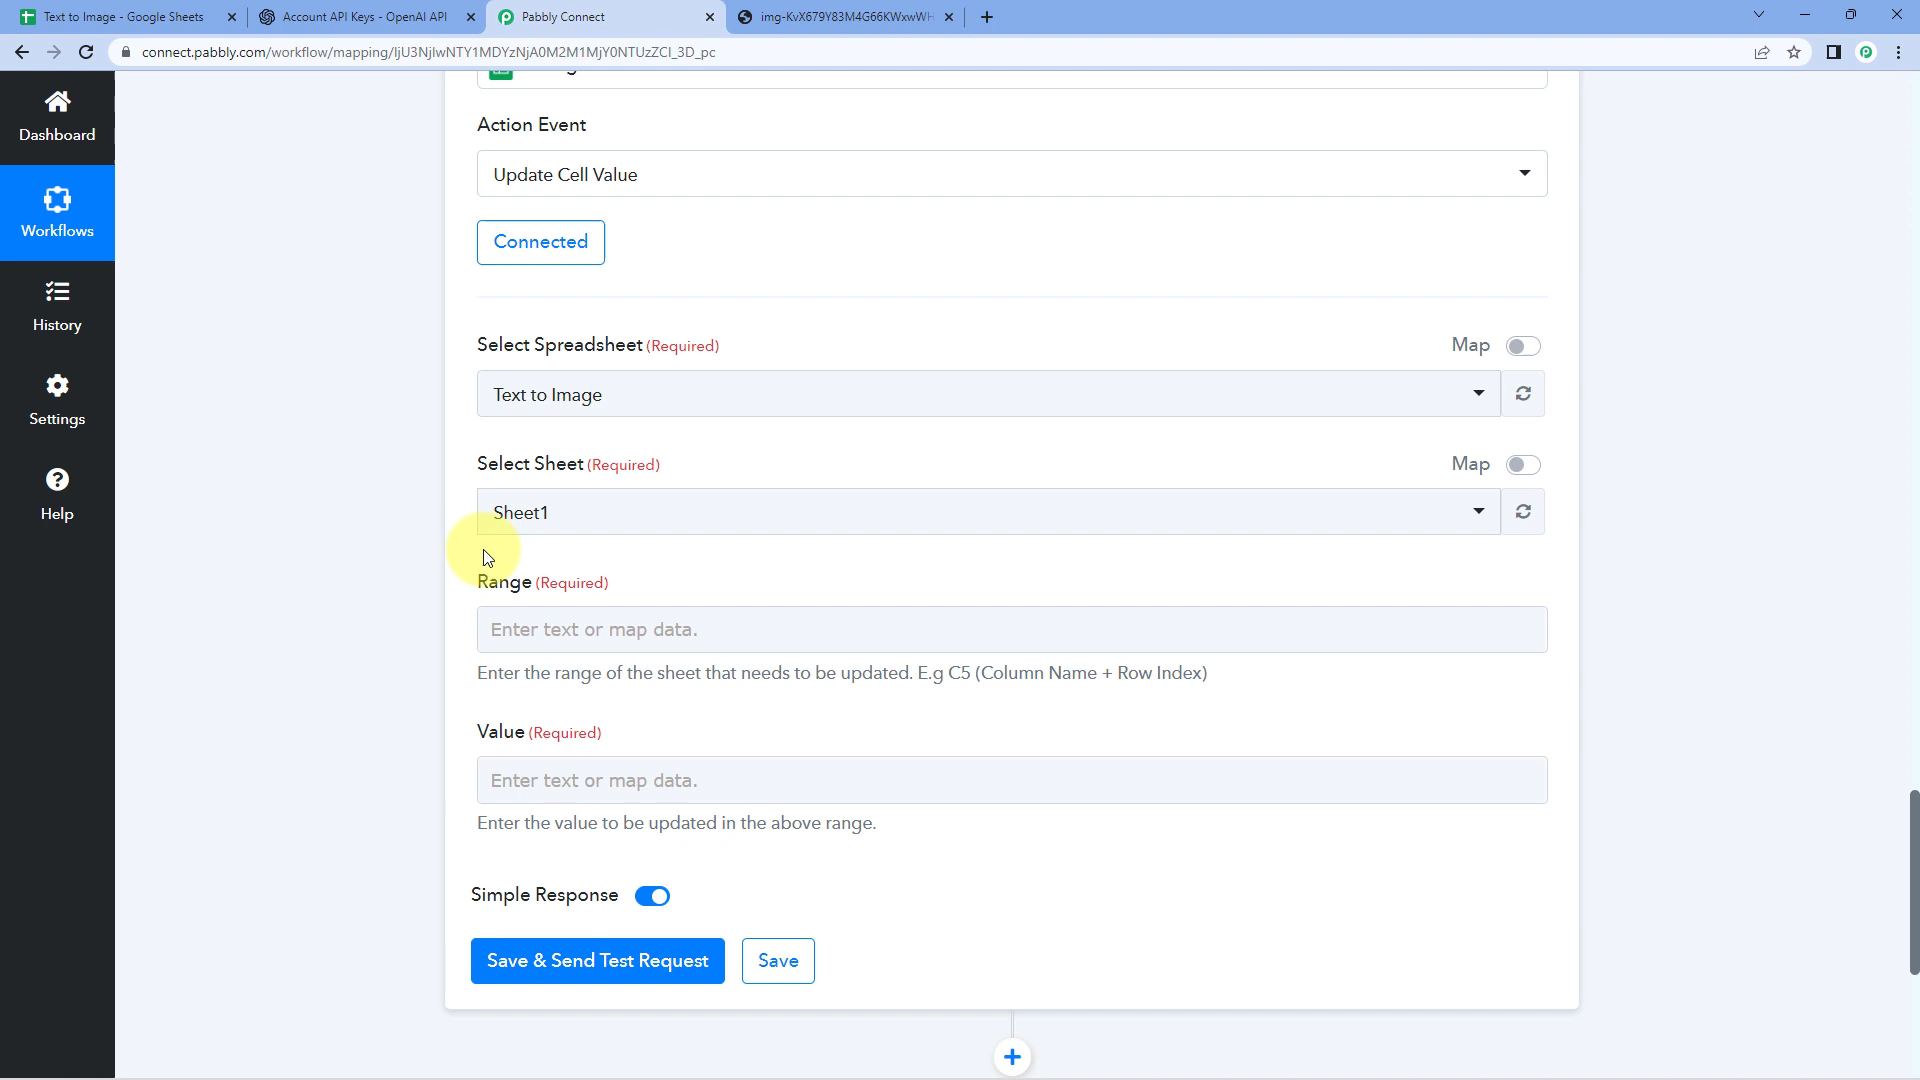 Text to Image - Google Sheets
Account API Keys - OpenAI API
Pabbly Connect
img-KvX679Y83M4G66KWxwWH
connect.pabbly.com/workflow/mapping/IjU3NjIwNTY1MDYzNjA0M2M1MjY0NTUzZCI_3D_pc
Dashboard
Workflows
History
Settings
Help
Action Event
Update Cell Value
Connected
Select Spreadsheet (Required)
Map
Text to Image
Select Sheet (Required)
Map
Sheet1
Range (Required)
Enter text or map data.
Enter the range of the sheet that needs to be updated. E.g C5 (Column Name + Row Index)
Value (Required)
Enter text or map data.
Enter the value to be updated in the above range.
Simple Response
Save & Send Test Request
Save